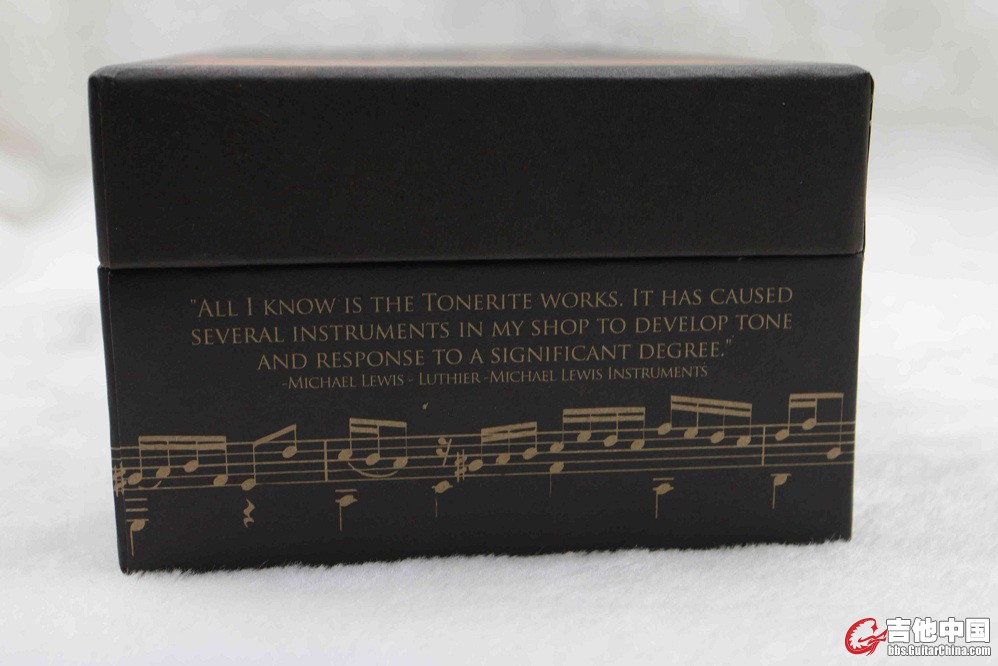 "All I know is the Tonerite works. It has caused
several instruments in my shop to develop tone
and response to a significant degree."
-Michael Lewis - Luthier -Michael Lewis Instruments
吉他中国
bbs.GuitarChina.com